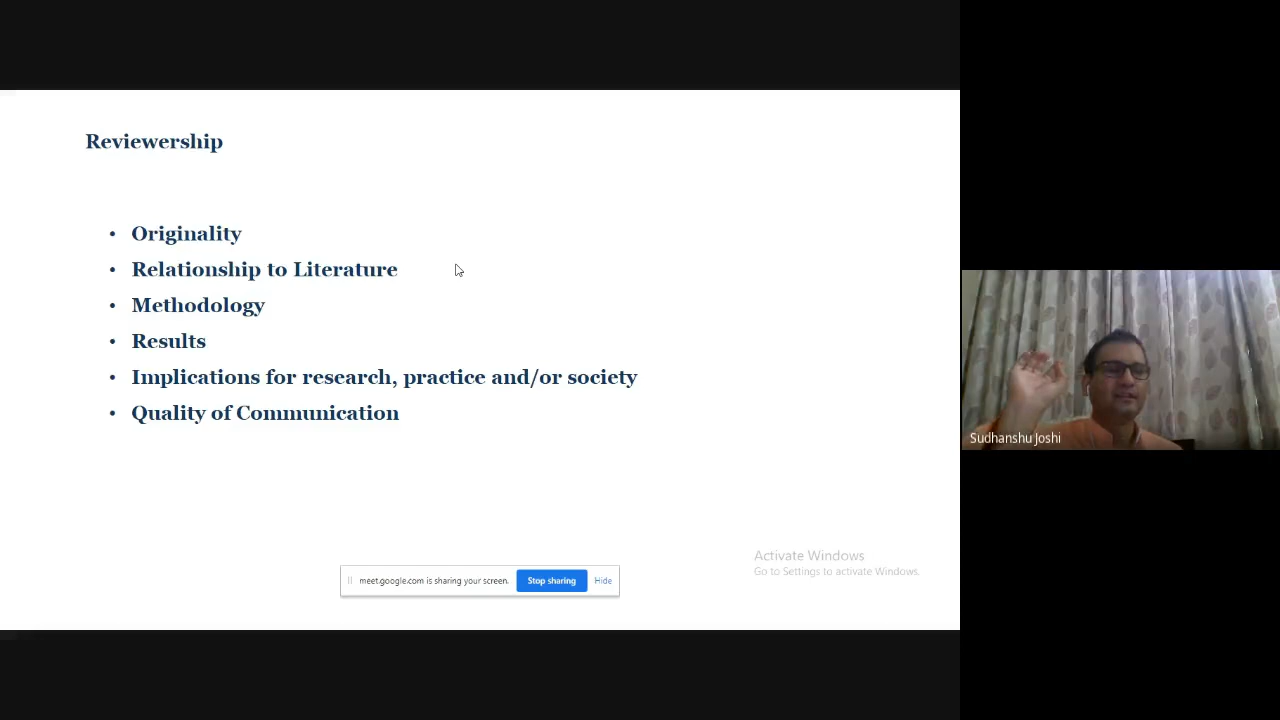 Reviewership
• Originality
• Relationship to Literature
• Methodology
• Results
• Implications for research, practice and/or society
• Quality of Communication
Activate Windows
Go to Settings to activate Windows.
meet.google.com is sharing your screen. Stop sharing Hide
Sudhanshu Joshi